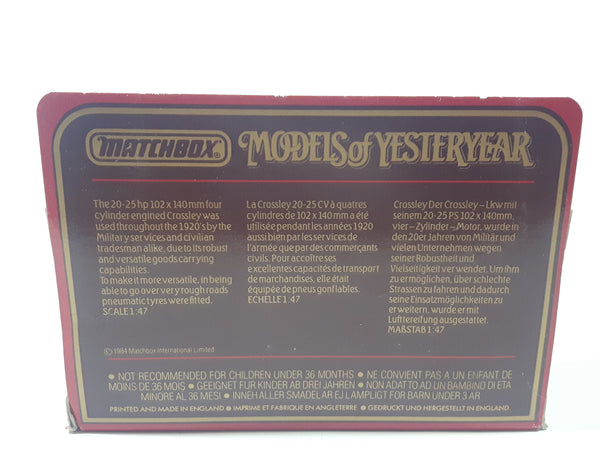 MATCHBOX® MODELS of YESTERYEAR
The 20-25 hp 102 x 140mm four
cylinder engined Crossley was
used throughout the 1920's by the
Military services and civilian
tradesman alike, due to its robust
and versatile goods carrying
capabilities.
To make it more versatile, in being
able to go over very rough roads
pneumatic tyres were fitted.
SCALE 1:47
La Crossley 20-25 CV à quatres
cylindres de 102 x 140 mm a été
utilisée pendant les années 1920
aussi bien par les services de
l'armée que par des commerçants
civils. Pour accoître ses
excellentes capacités de transport
de marchandises, elle était
équipée de pneus gonflables.
ECHELLE 1:47
Crossley Der Crossley – Lkw mit
seinem 20-25 PS 102 x 140mm,
vier – Zylinder – Motor, wurde in
den 20er Jahren von Militär und
vielen Unternehmen wegen
seiner Robustheit und
Vielseitigkeit verwendet. Um ihm
zu ermöglichen, über schlechte
Strassen zu fahren und dadurch
seine Einsatzmöglichkeiten zu
erweitern, wurde er mit
Luftbereifung ausgestattet.
MAßSTAB 1:47
© 1984 Matchbox International Limited
• NOT RECOMMENDED FOR CHILDREN UNDER 36 MONTHS • NE CONVIENT PAS A UN ENFANT DE
MOINS DE 36 MOIS • GEEIGNET FUR KINDER AB DREI JAHREN • NON ADATTO AD UN BAMBINO DI ETA
MINORE AL 36 MESI • INNEHALLER SMADELAR EJ LAMPLIGT FOR BARN UNDER 3 AR
PRINTED AND MADE IN ENGLAND • IMPRIME ET FABRIQUE EN ANGLETERRE • GEDRUCKT UND HERGESTELLT IN ENGLAND.